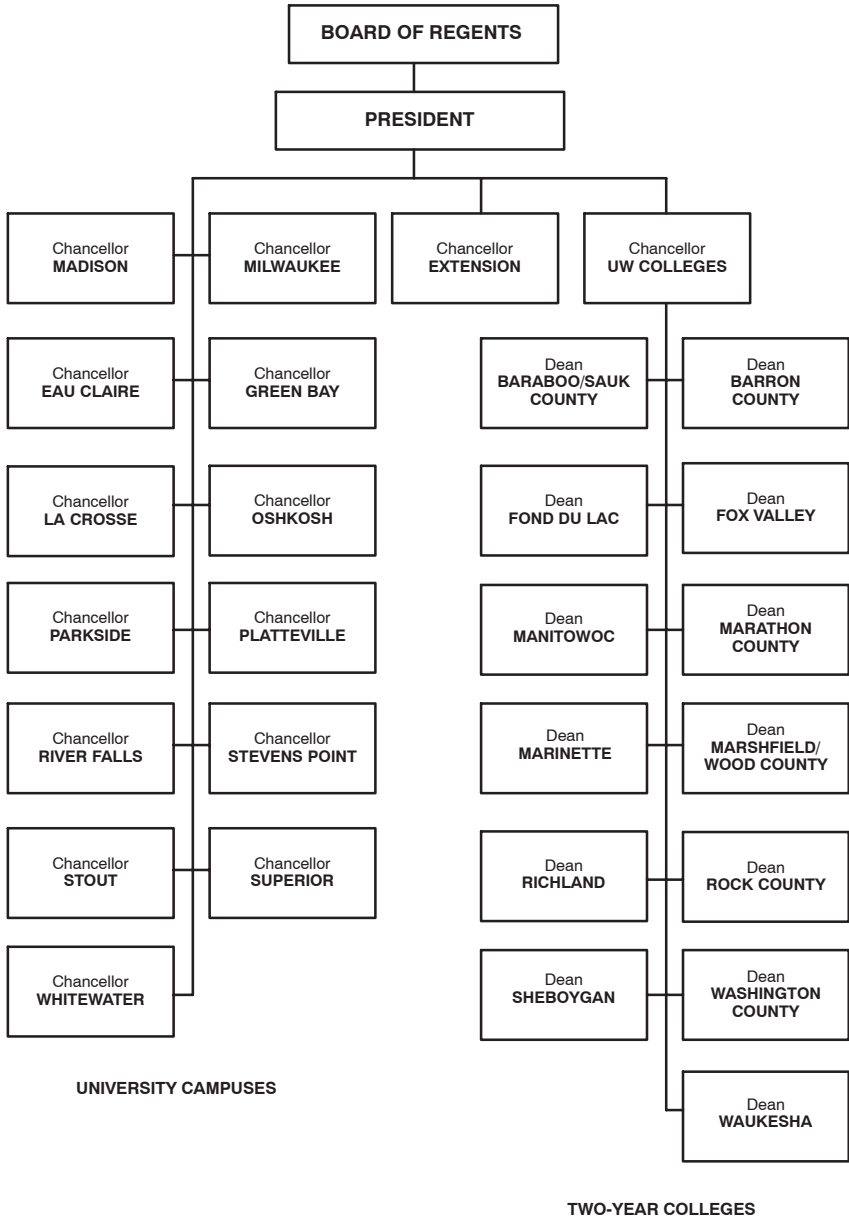 BOARD OF REGENTS
PRESIDENT
Chancellor
MADISON
Chancellor
MILWAUKEE
Chancellor
EXTENSION
Chancellor
UW COLLEGES
Chancellor
EAU CLAIRE
Chancellor
GREEN BAY
Chancellor
LA CROSSE
Chancellor
OSHKOSH
Chancellor
PARKSIDE
Chancellor
PLATTEVILLE
Chancellor
RIVER FALLS
Chancellor
STEVENS POINT
Chancellor
STOUT
Chancellor
SUPERIOR
Chancellor
WHITEWATER
UNIVERSITY CAMPUSES
Dean
BARABOO/SAUK
COUNTY
Dean
BARRON
COUNTY
Dean
FOND DU LAC
Dean
FOX VALLEY
Dean
MANITOWOC
Dean
MARATHON
COUNTY
Dean
MARINETTE
Dean
MARSHFIELD/
WOOD COUNTY
Dean
RICHLAND
Dean
ROCK COUNTY
Dean
SHEBOYGAN
Dean
WASHINGTON
COUNTY
Dean
WAUKESHA
TWO-YEAR COLLEGES